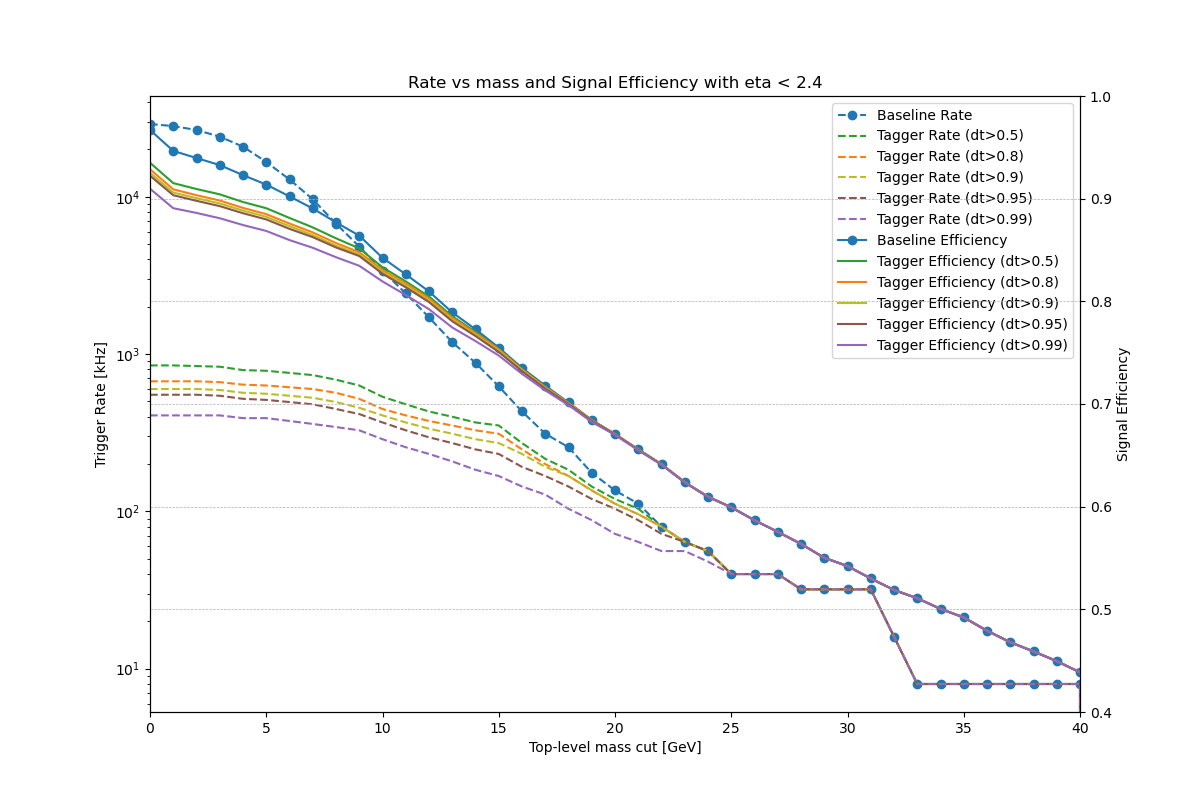 Rate vs mass and Signal Efficiency with eta < 2.4
Trigger Rate [kHz]
10⁴
10³
10²
10¹
Baseline Rate
Tagger Rate (dt>0.5)
Tagger Rate (dt>0.8)
Tagger Rate (dt>0.9)
Tagger Rate (dt>0.95)
Tagger Rate (dt>0.99)
Baseline Efficiency
Tagger Efficiency (dt>0.5)
Tagger Efficiency (dt>0.8)
Tagger Efficiency (dt>0.9)
Tagger Efficiency (dt>0.95)
Tagger Efficiency (dt>0.99)
1.0
0.9
0.8
0.7
0.6
0.5
0.4
Signal Efficiency
0 5 10 15 20 25 30 35 40
Top-level mass cut [GeV]